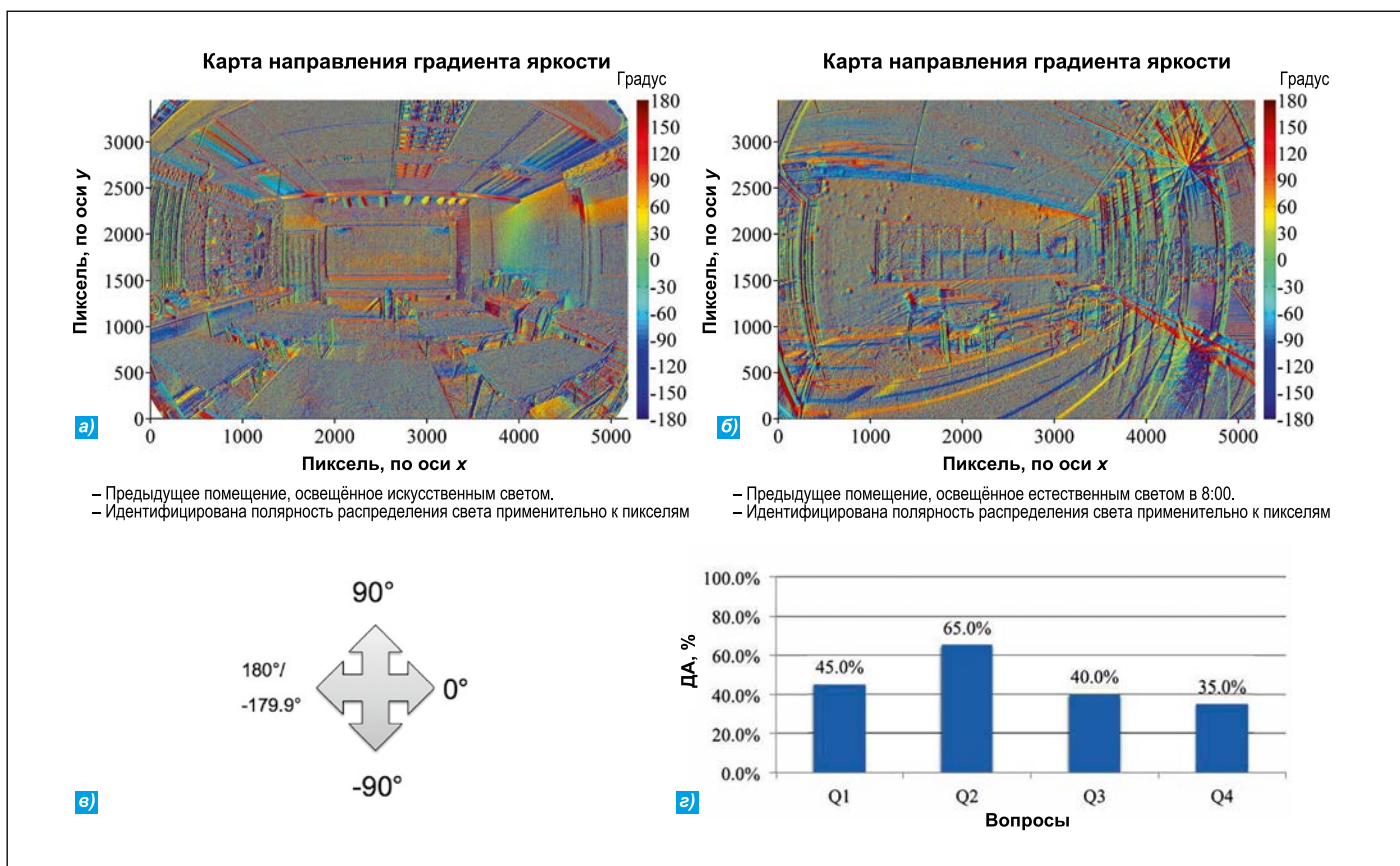 Карта направления градиента яркости
Градус
180
150
120
90
60
30
0
-30
-60
-90
-120
-150
-180
Пиксель, по оси y
3000
2500
2000
1500
1000
500
0
0 1000 2000 3000 4000 5000
Пиксель, по оси x
а)
– Предыдущее помещение, освещённое искусственным светом.
– Идентифицирована полярность распределения света применительно к пикселям
Карта направления градиента яркости
Градус
180
150
120
90
60
30
0
-30
-60
-90
-120
-150
-180
Пиксель, по оси y
3000
2500
2000
1500
1000
500
0
0 1000 2000 3000 4000 5000
Пиксель, по оси x
б)
– Предыдущее помещение, освещённое естественным светом в 8:00.
– Идентифицирована полярность распределения света применительно к пикселям
90°
180°/
-179.9°
0°
-90°
в)
ДА, %
100.0%
80.0%
60.0%
40.0%
20.0%
0.0%
45.0%
65.0%
40.0%
35.0%
Q1 Q2 Q3 Q4
Вопросы
г)